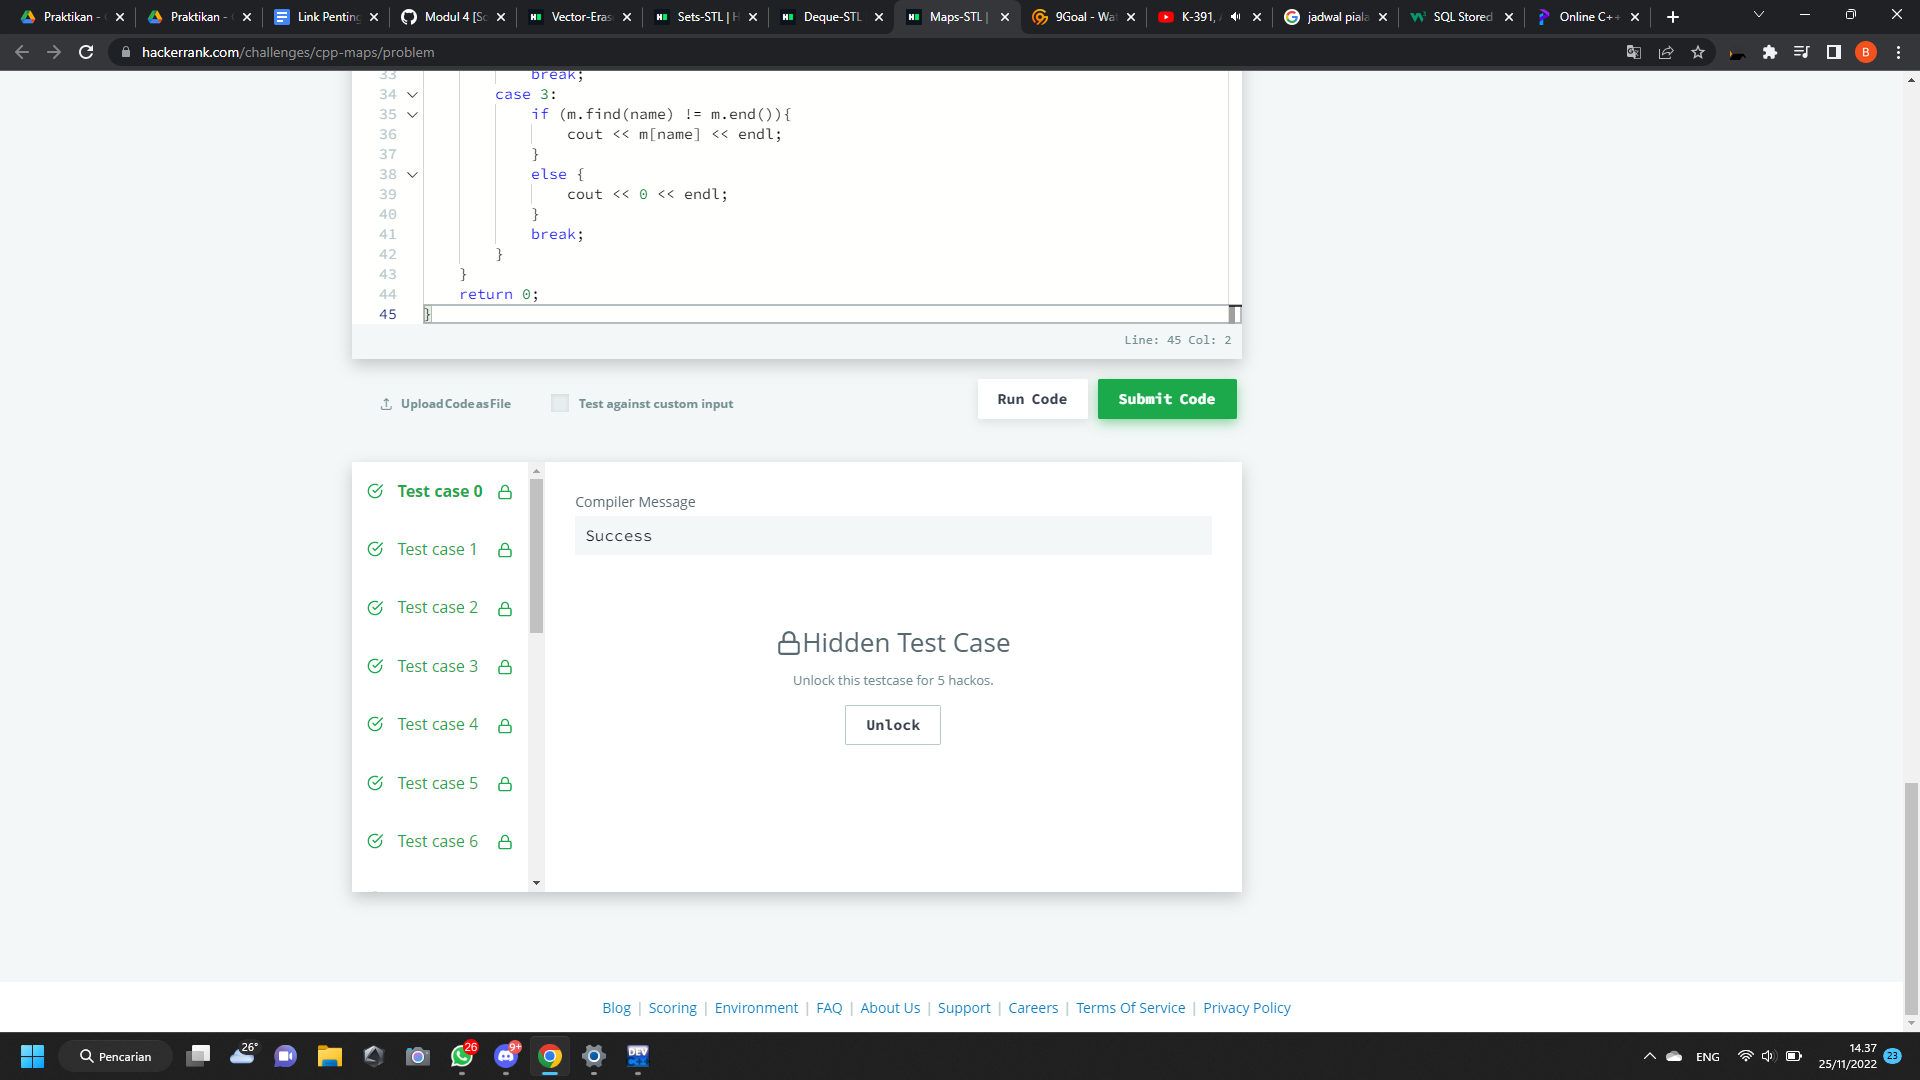 Praktikan -
Praktikan -
Link Penting
Modul 4 [S
Vector-Eras
Sets-STL | H
Deque-STL
Maps-STL |
9Goal - Wa
K-391,
jadwal piala
SQL Stored
Online C++
hackerrank.com/challenges/cpp-maps/problem
B
33 break;
34 case 3:
35 if (m.find(name) != m.end()){
36 cout << m[name] << endl;
37 }
38 else {
39 cout << 0 << endl;
40 }
41 break;
42 }
43 }
44 return 0;
45 }
Line: 45 Col: 2
Upload Code as File
Test against custom input
Run Code
Submit Code
Test case 0
Test case 1
Test case 2
Test case 3
Test case 4
Test case 5
Test case 6
Compiler Message
Success
Hidden Test Case
Unlock this testcase for 5 hackos.
Unlock
Blog | Scoring | Environment | FAQ | About Us | Support | Careers | Terms Of Service | Privacy Policy
Pencarian
26°
26
9+
DEV
ENG
14.37
25/11/2022
23